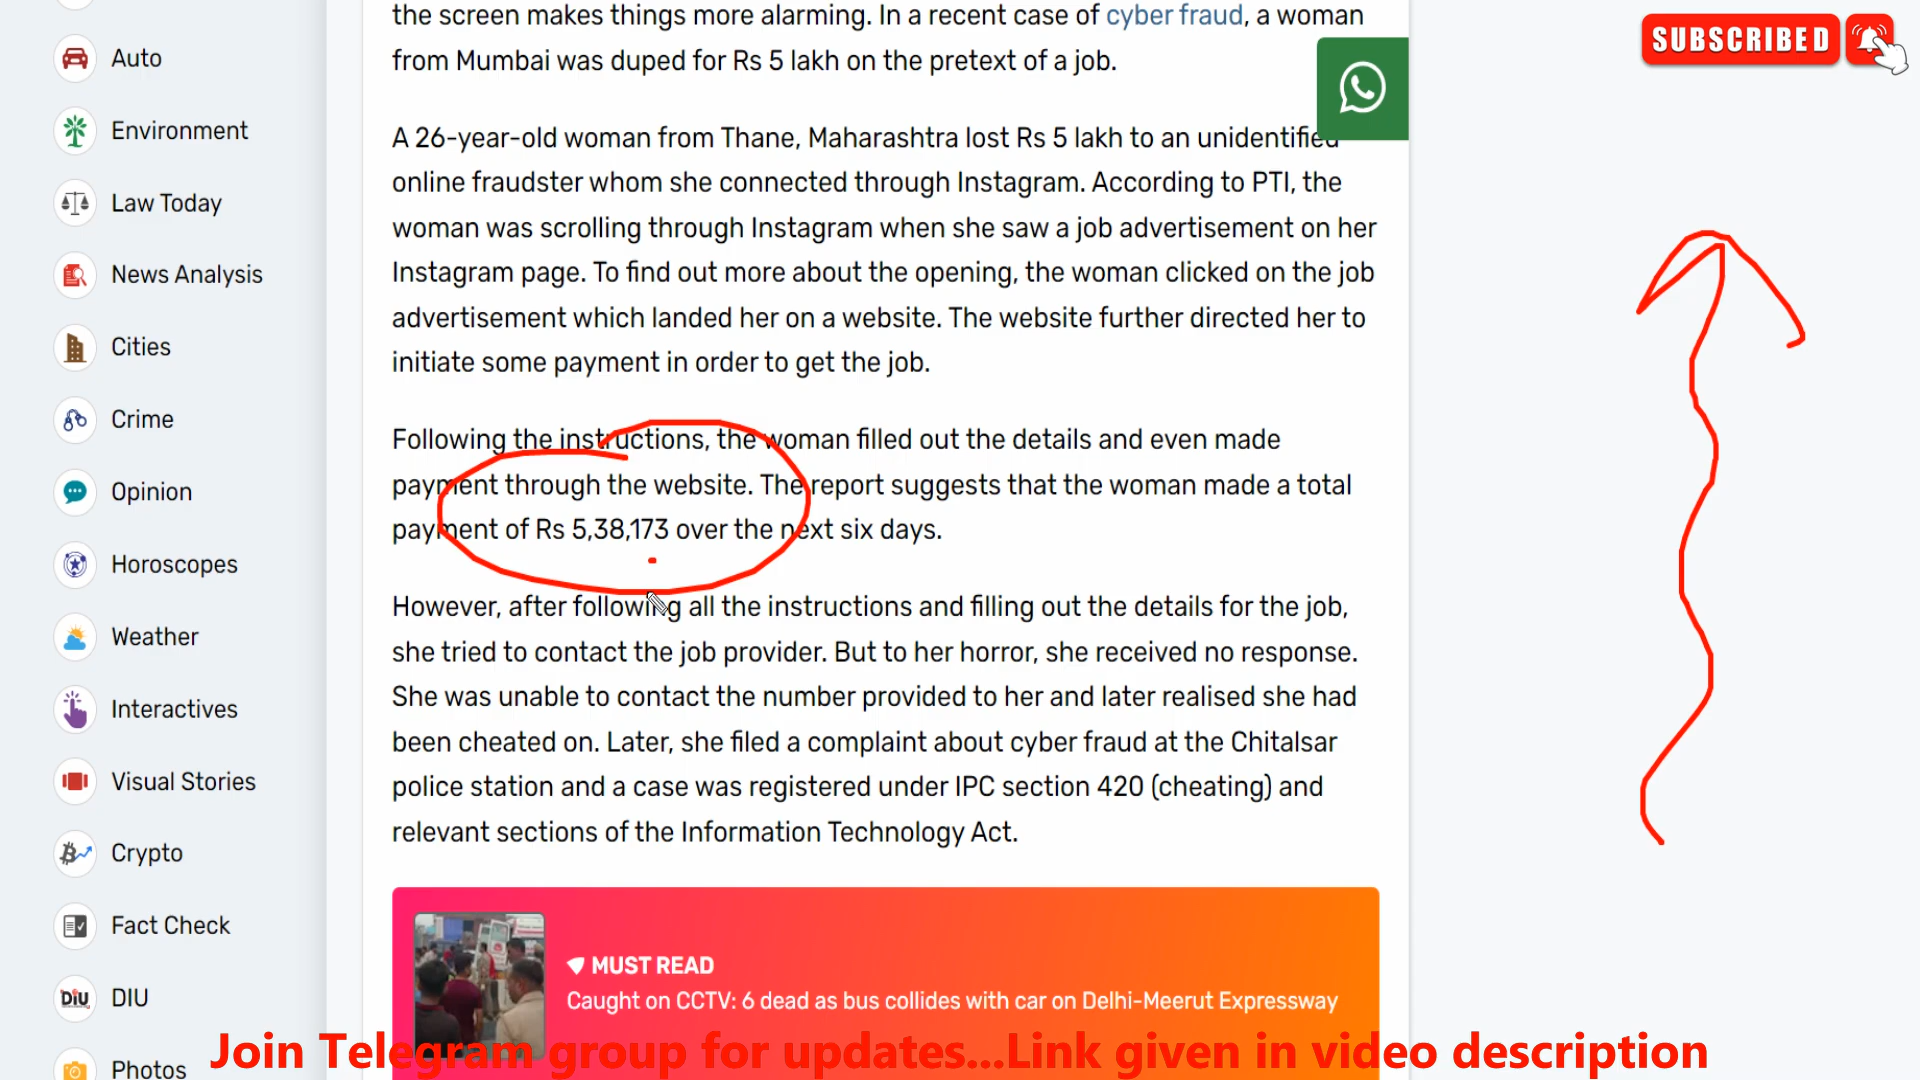 the screen makes things more alarming. In a recent case of cyber fraud, a woman
from Mumbai was duped for Rs 5 lakh on the pretext of a job.
SUBSCRIBED
Auto
Environment
Law Today
News Analysis
Cities
Crime
Opinion
Horoscopes
Weather
Interactives
Visual Stories
Crypto
Fact Check
DIU
DIU
Photos
A 26-year-old woman from Thane, Maharashtra lost Rs 5 lakh to an unidentified
online fraudster whom she connected through Instagram. According to PTI, the
woman was scrolling through Instagram when she saw a job advertisement on her
Instagram page. To find out more about the opening, the woman clicked on the job
advertisement which landed her on a website. The website further directed her to
initiate some payment in order to get the job.
Following the instructions, the woman filled out the details and even made
payment through the website. The report suggests that the woman made a total
payment of Rs 5,38,173 over the next six days.
However, after following all the instructions and filling out the details for the job,
she tried to contact the job provider. But to her horror, she received no response.
She was unable to contact the number provided to her and later realised she had
been cheated on. Later, she filed a complaint about cyber fraud at the Chitalsar
police station and a case was registered under IPC section 420 (cheating) and
relevant sections of the Information Technology Act.
MUST READ
Caught on CCTV: 6 dead as bus collides with car on Delhi-Meerut Expressway
Join Telegram group for updates...Link given in video description